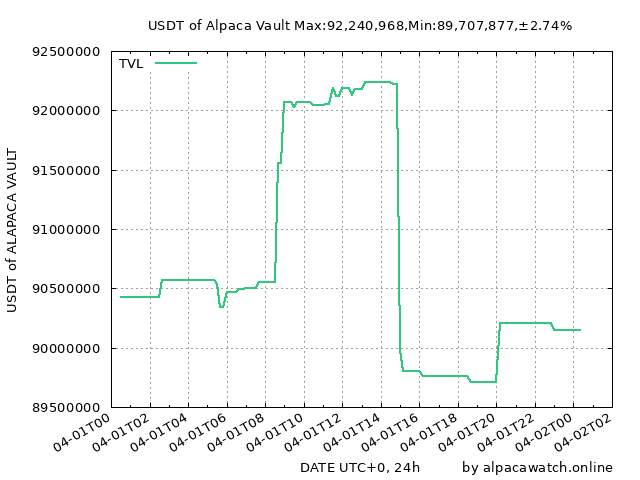 USDT of Alpaca Vault Max:92,240,968,Min:89,707,877,±2.74%
TVL
USDT of ALAPACA VAULT
92500000
92000000
91500000
91000000
90500000
90000000
89500000
04-01T00
04-01T02
04-01T04
04-01T06
04-01T08
04-01T10
04-01T12
04-01T14
04-01T16
04-01T18
04-01T20
04-01T22
04-02T00
04-02T02
DATE UTC+0, 24h
by alpacawatch.online